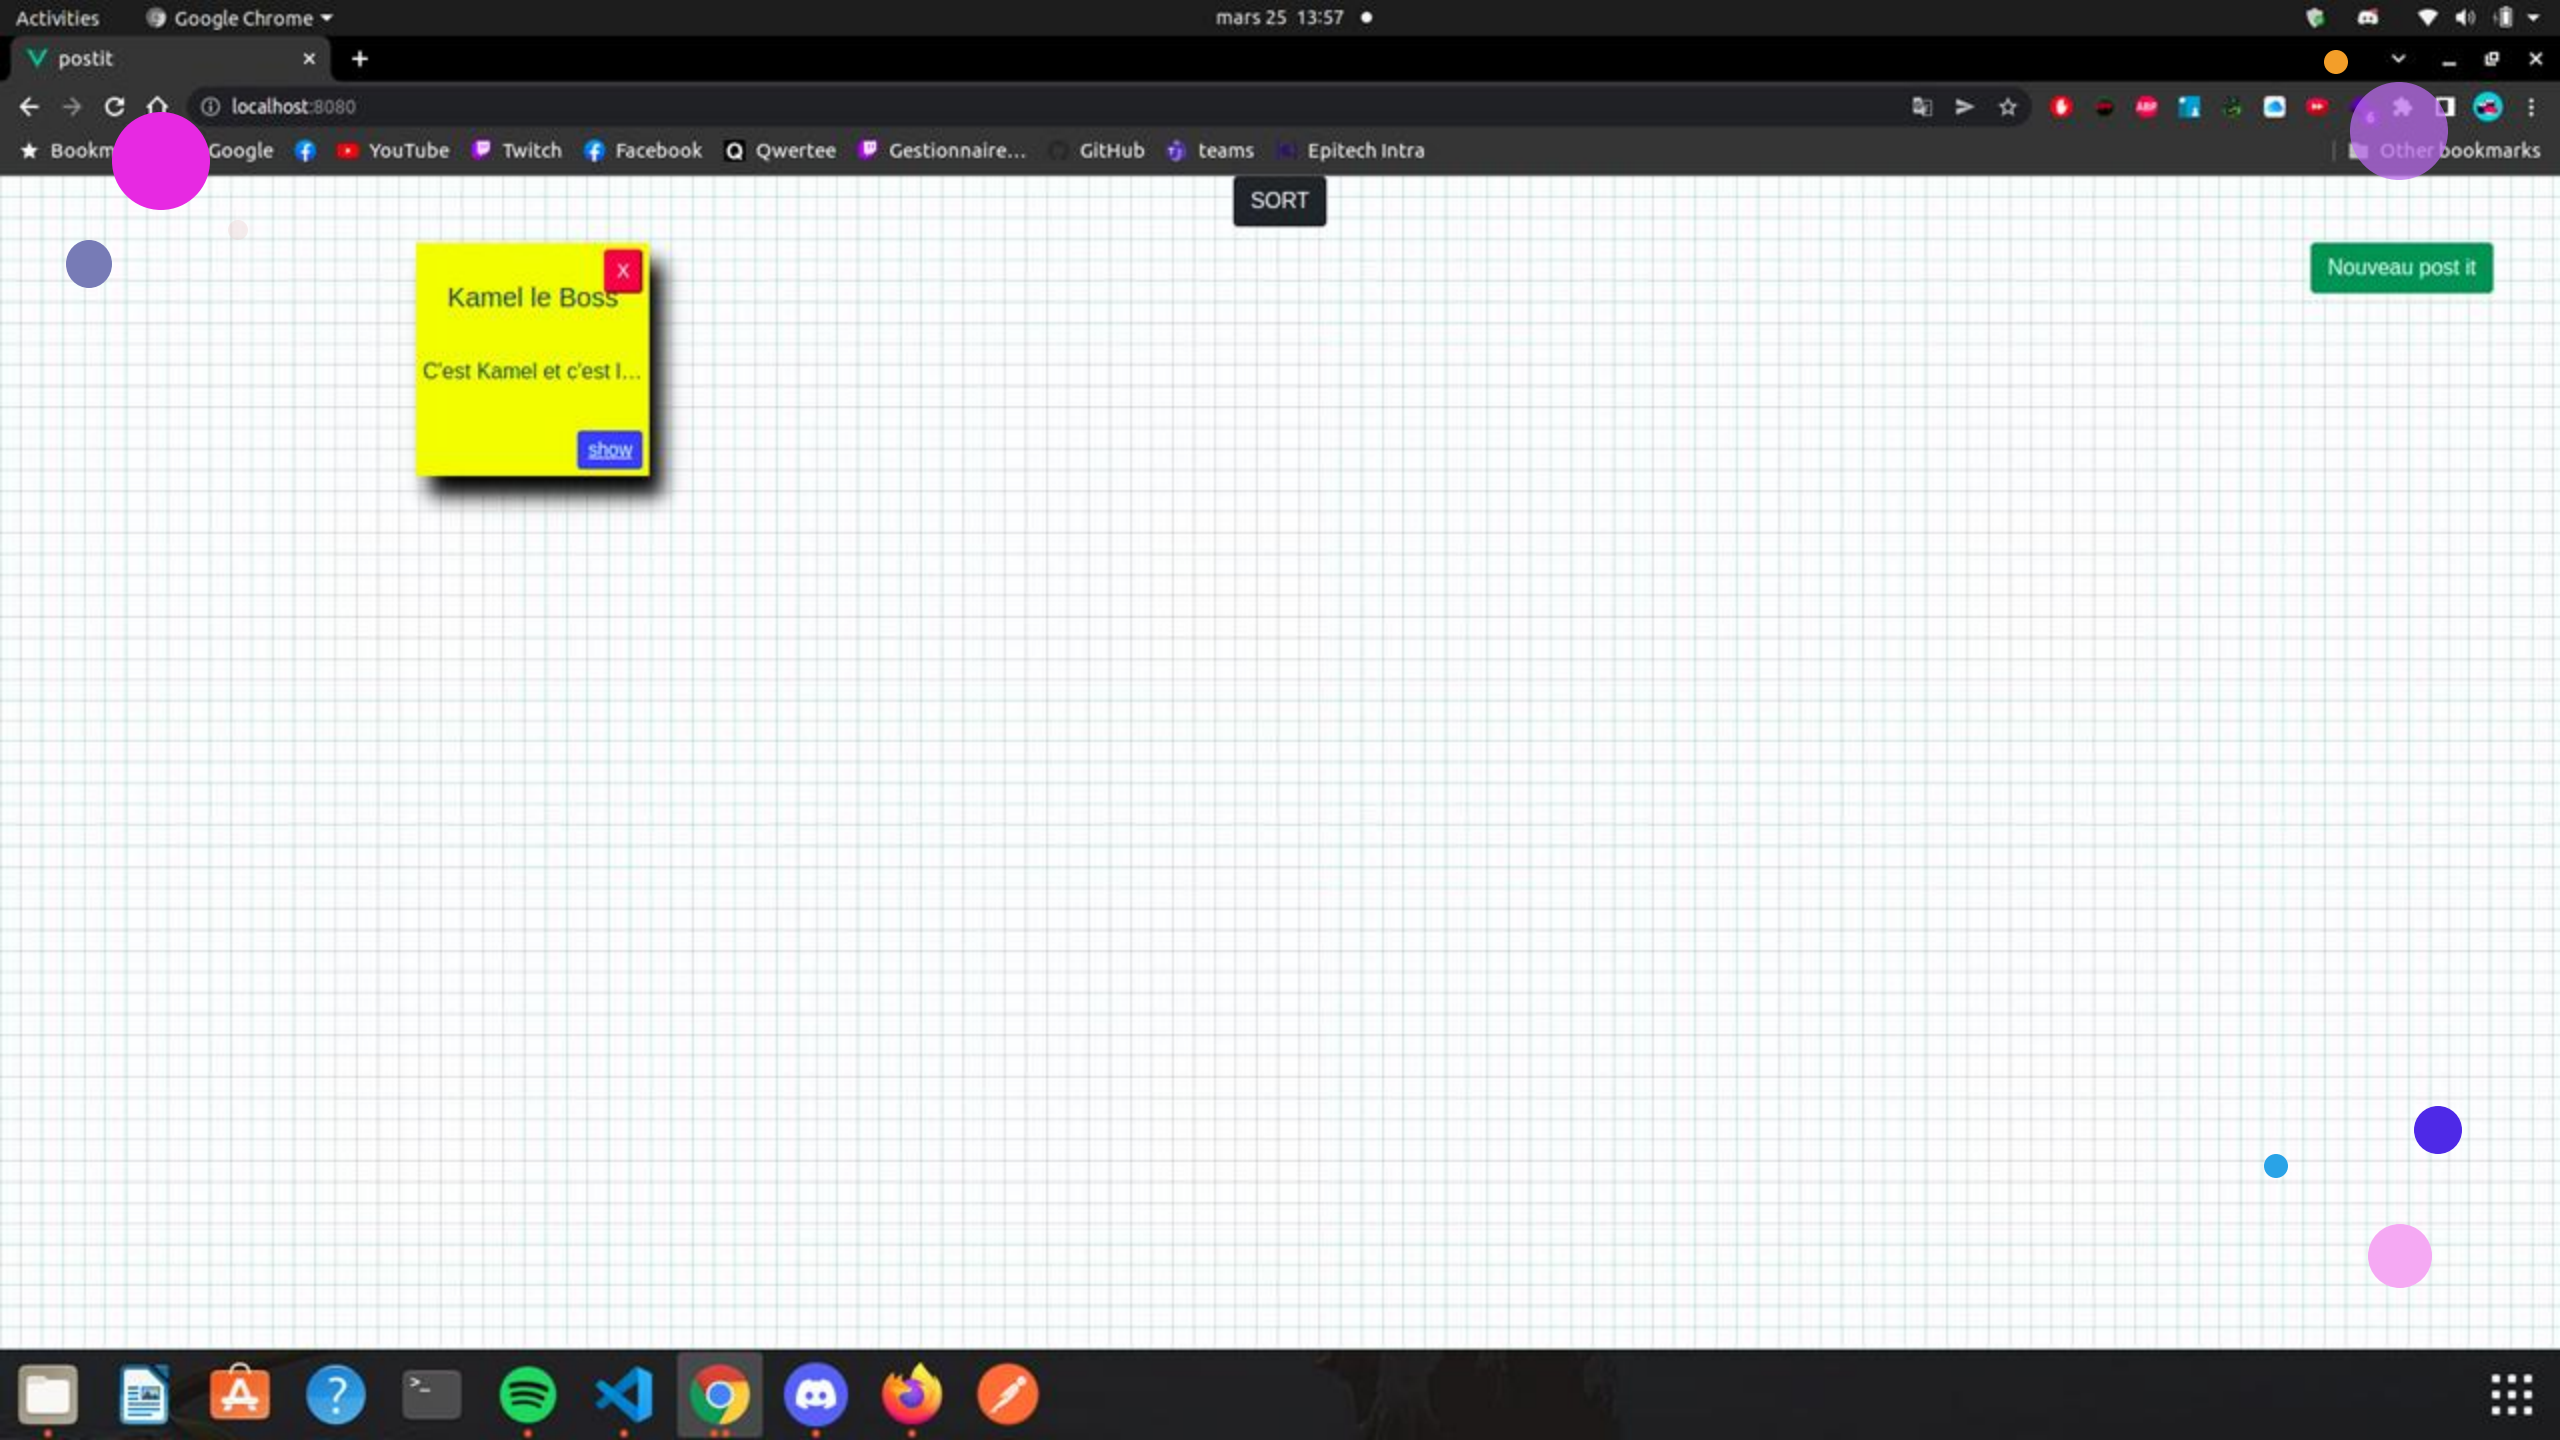 Activities Google Chrome mars 25 13:57
postit
localhost:8080
Google YouTube Twitch Facebook Qwertee Gestionnaire... GitHub teams Epitech Intra Other bookmarks
SORT
Nouveau post it
X
Kamel le Boss
C'est Kamel et c'est l...
show